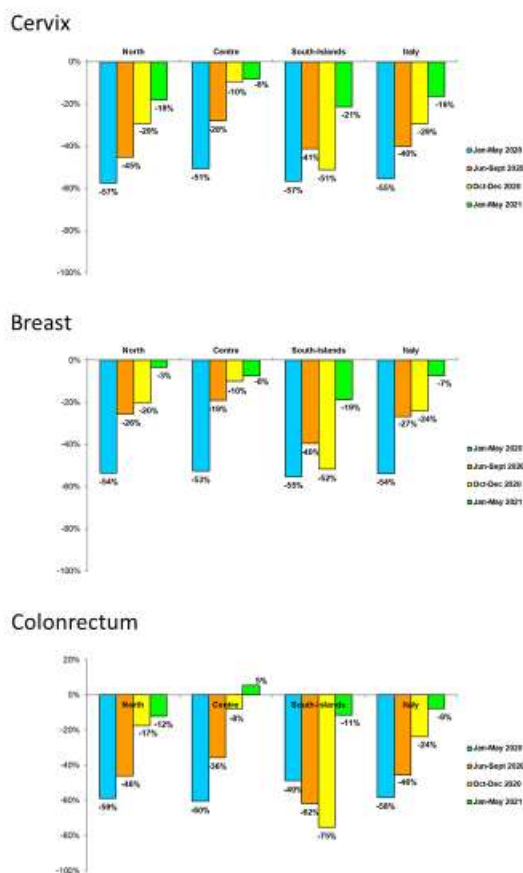 Cervix
North Centre South-Islands Italy
0%
-20%
-40%
-60%
-80%
-100%
-57% -45% -29% -18%
-51% -28% -10% -8%
-57% -41% -51% -21%
-55% -40% -29% -16%
Jan-May 2020
Jun-Sept 2020
Oct-Dec 2020
Jan-May 2021
Breast
North Centre South-Islands Italy
0%
-20%
-40%
-60%
-80%
-100%
-54% -26% -20% -3%
-53% -19% -10% -8%
-55% -40% -52% -19%
-54% -27% -24% -7%
Jan-May 2020
Jun-Sept 2020
Oct-Dec 2020
Jan-May 2021
Colonrectum
20%
0%
-20%
-40%
-60%
-80%
-100%
North Centre South-Islands Italy
-59% -46% -17% -12%
-60% -36% -8% 5%
-49% -62% -75% -11%
-58% -46% -24% -8%
Jan-May 2020
Jun-Sept 2020
Oct-Dec 2020
Jan-May 2021